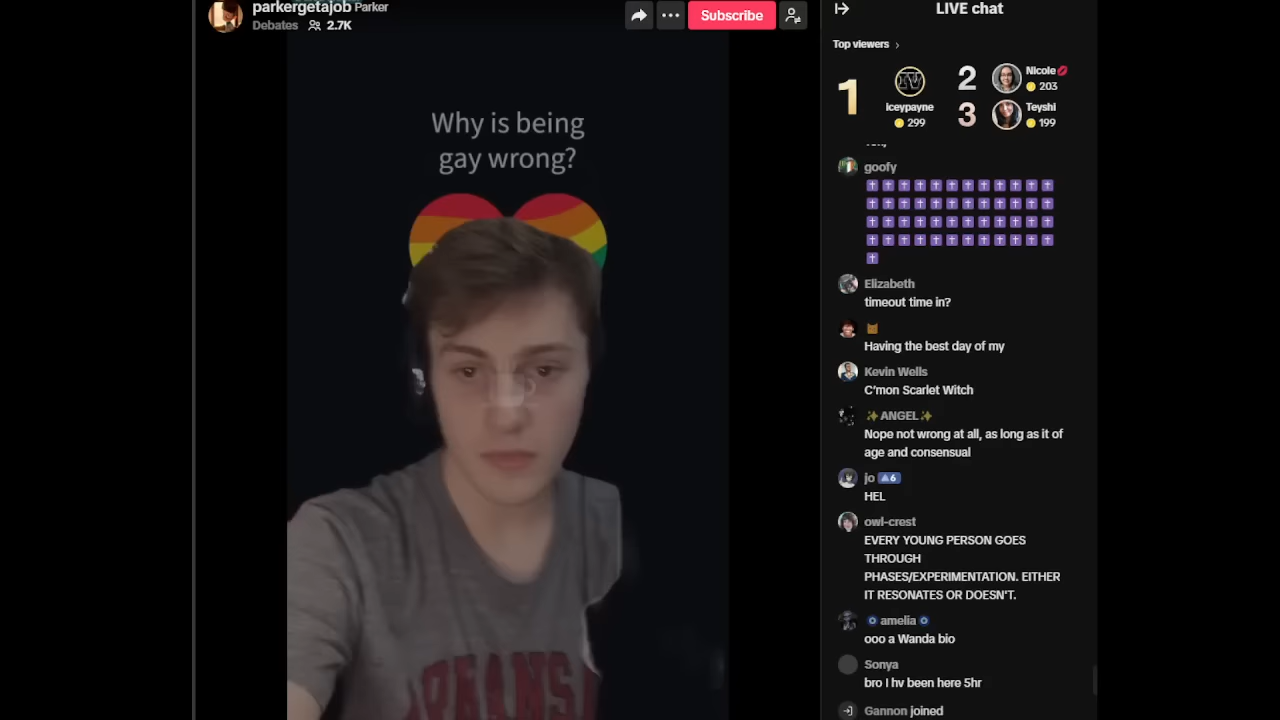 parkergetajob Parker
Debates 2.7K
Subscribe
Why is being
gay wrong?
LIVE chat
Top viewers
1
IV
Iceypayne
299
2
Nicole
203
3
Teyshi
199
goofy
Elizabeth
timeout time in?
Having the best day of my
Kevin Wells
C'mon Scarlet Witch
ANGEL
Nope not wrong at all, as long as it of
age and consensual
jo 6
HEL
owl-crest
EVERY YOUNG PERSON GOES
THROUGH
PHASES/EXPERIMENTATION. EITHER
IT RESONATES OR DOESN'T.
amelia
ooo a Wanda bio
Sonya
bro I hv been here 5hr
Gannon joined